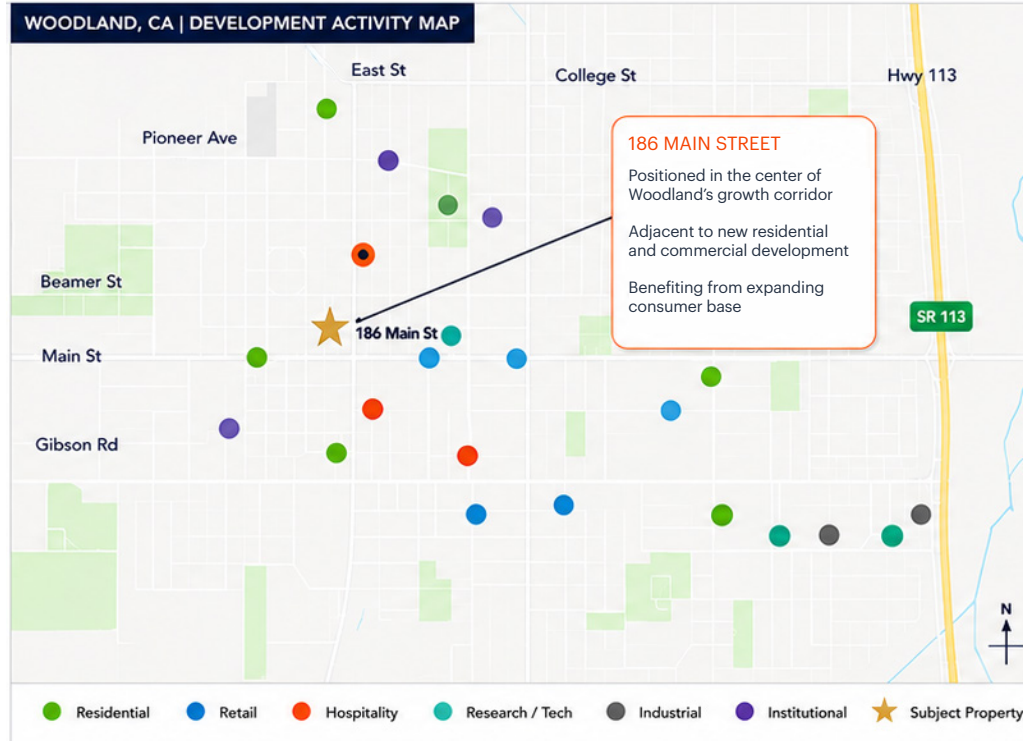 WOODLAND, CA | DEVELOPMENT ACTIVITY MAP
East St
College St
Hwy 113
Pioneer Ave
186 MAIN STREET
Positioned in the center of
Woodland's growth corridor
Adjacent to new residential
and commercial development
Benefiting from expanding
consumer base
Beamer St
SR 113
186 Main St
Main St
Gibson Rd
N
Residential
Retail
Hospitality
Research / Tech
Industrial
Institutional
Subject Property